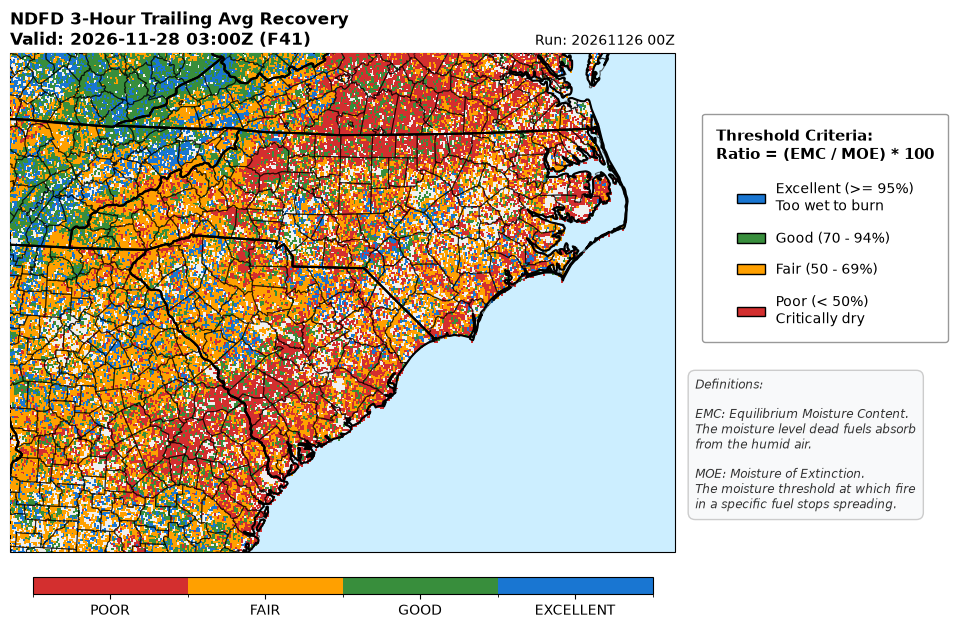 NDFD 3-Hour Trailing Avg Recovery
Valid: 2026-11-28 03:00Z (F41)
Run: 20261126 00Z
Threshold Criteria:
Ratio = (EMC / MOE) * 100
Excellent (>= 95%)
Too wet to burn
Good (70 - 94%)
Fair (50 - 69%)
Poor (< 50%)
Critically dry
Definitions:
EMC: Equilibrium Moisture Content.
The moisture level dead fuels absorb
from the humid air.
MOE: Moisture of Extinction.
The moisture threshold at which fire
in a specific fuel stops spreading.
POOR
FAIR
GOOD
EXCELLENT